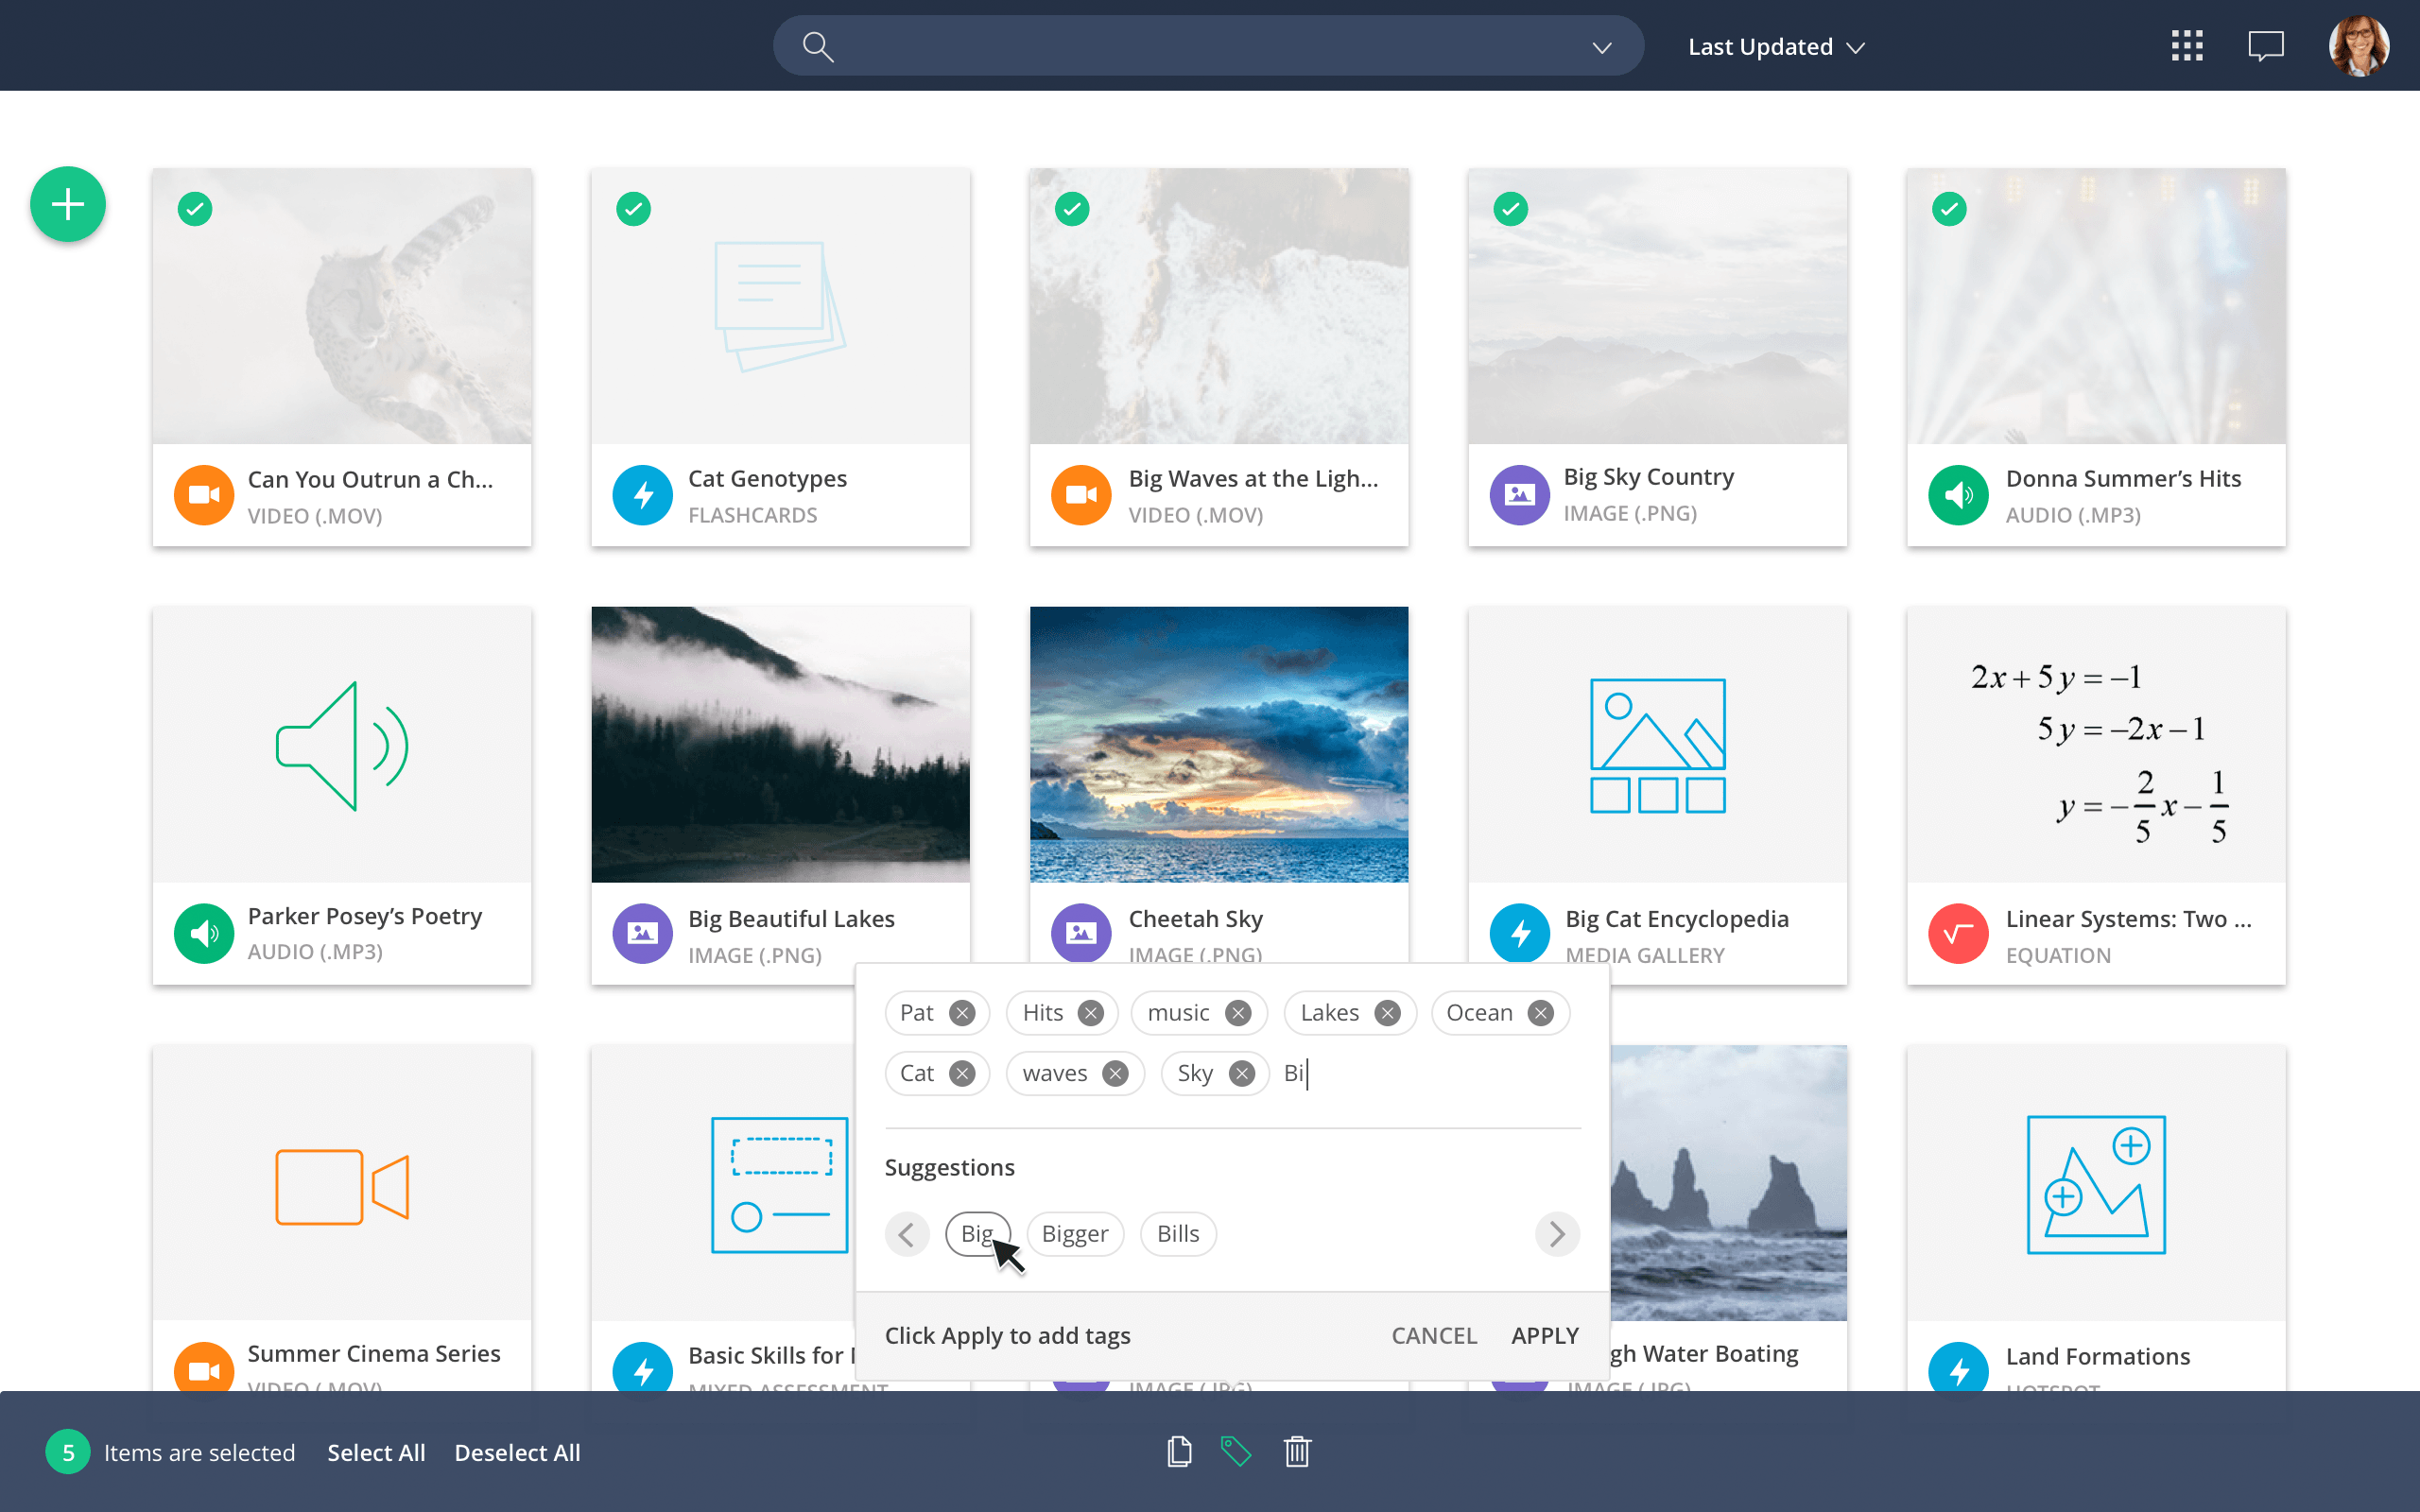 Last Updated
Can You Outrun a Ch...
VIDEO (.MOV)
Cat Genotypes
FLASHCARDS
Big Waves at the Ligh...
VIDEO (.MOV)
Big Sky Country
IMAGE (.PNG)
Donna Summer’s Hits
AUDIO (.MP3)
2x + 5y = –1
5y = –2x – 1
y = – 2/5 x – 1/5
Parker Posey’s Poetry
AUDIO (.MP3)
Big Beautiful Lakes
IMAGE (.PNG)
Cheetah Sky
IMAGE (.PNG)
Big Cat Encyclopedia
MEDIA GALLERY
Linear Systems: Two ...
EQUATION
Pat Hits music Lakes Ocean
Cat waves Sky Bi
Suggestions
Big Bigger Bills
Click Apply to add tags CANCEL APPLY
Summer Cinema Series
VIDEO (.MOV)
Basic Skills for
MIXED ASSESSMENT
IMAGE (.JPG)
gh Water Boating
IMAGE (.JPG)
Land Formations
HOTSPOT
5 Items are selected Select All Deselect All